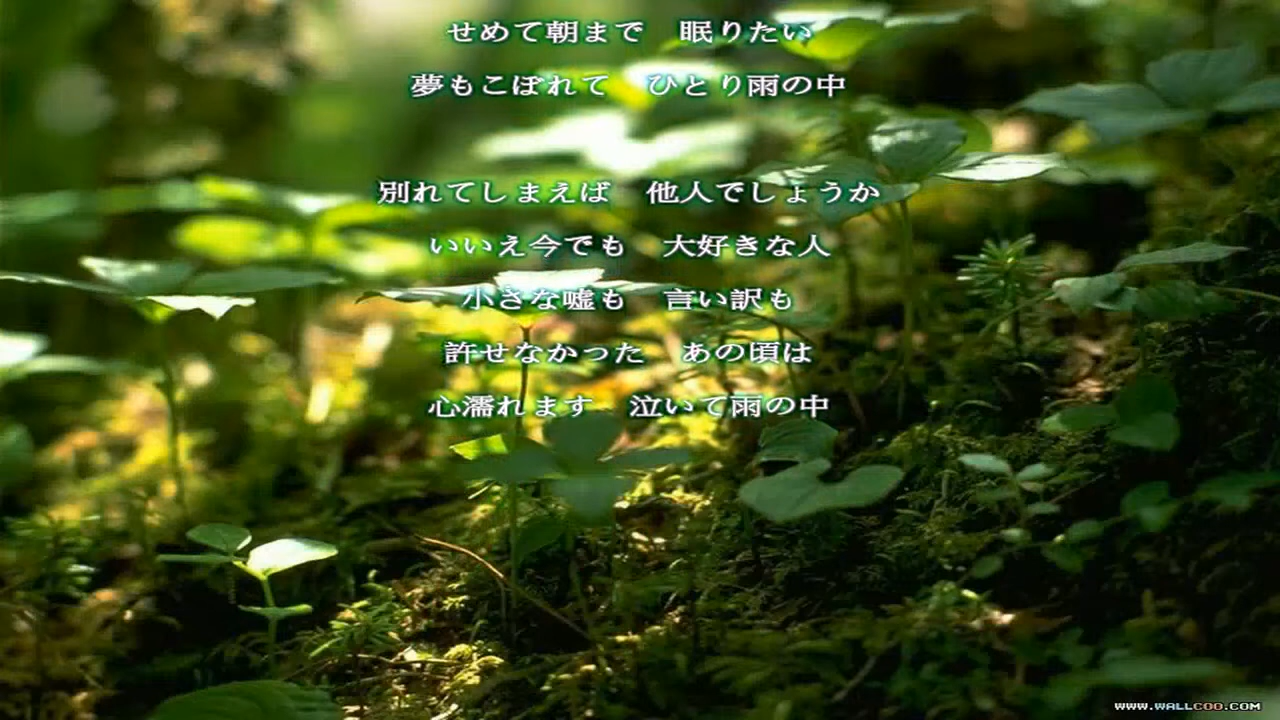 せめて朝まで　眠りたい
夢もこぼれて　ひとり雨の中
別れてしまえば　他人でしょうか
いいえ今でも　大好きな人
小さな嘘も　言い訳も
許せなかった　あの頃は
心濡れます　泣いて雨の中
WWW.WALLCOO.COM